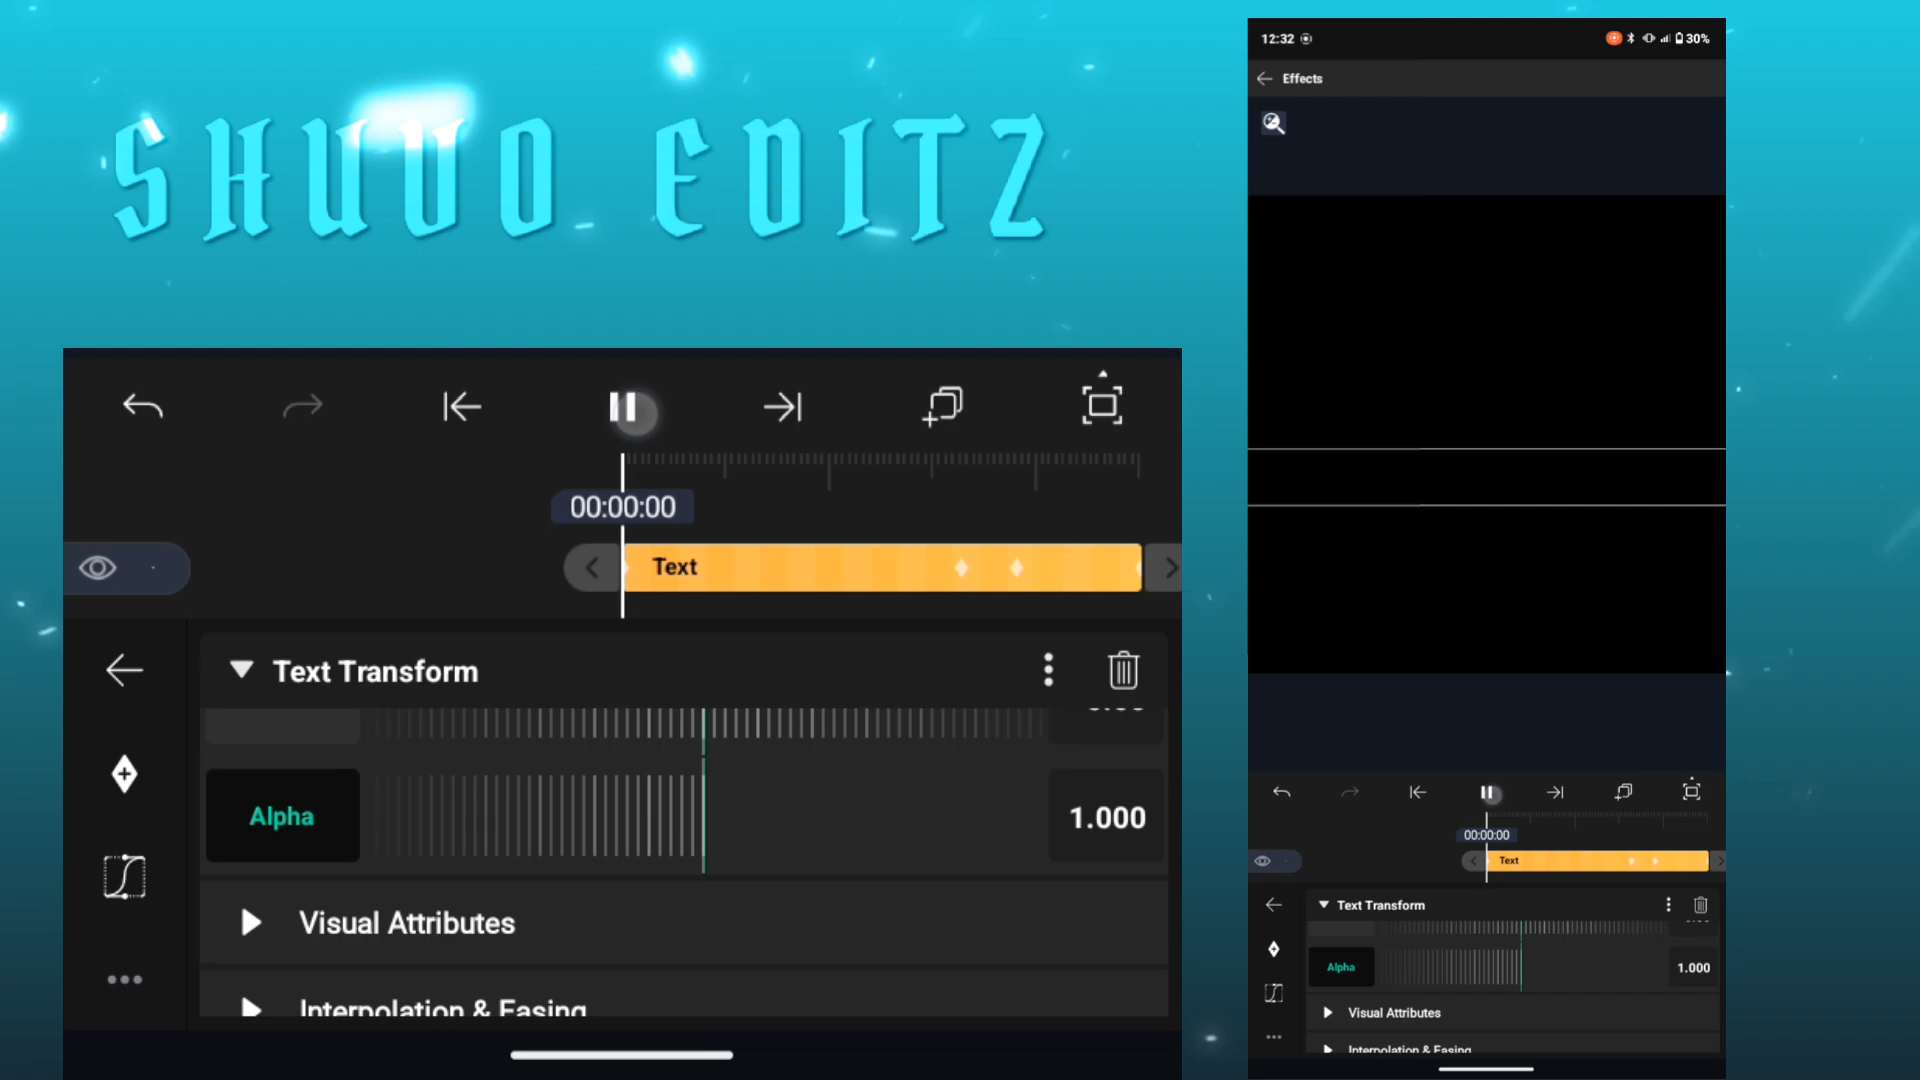 SHUVO EDITZ
00:00:00
Text
Text Transform
Alpha
1.000
Visual Attributes
Interpolation & Easing
12:32
30%
Effects
00:00:00
Text
Text Transform
Alpha
1.000
Visual Attributes
Interpolation & Easing